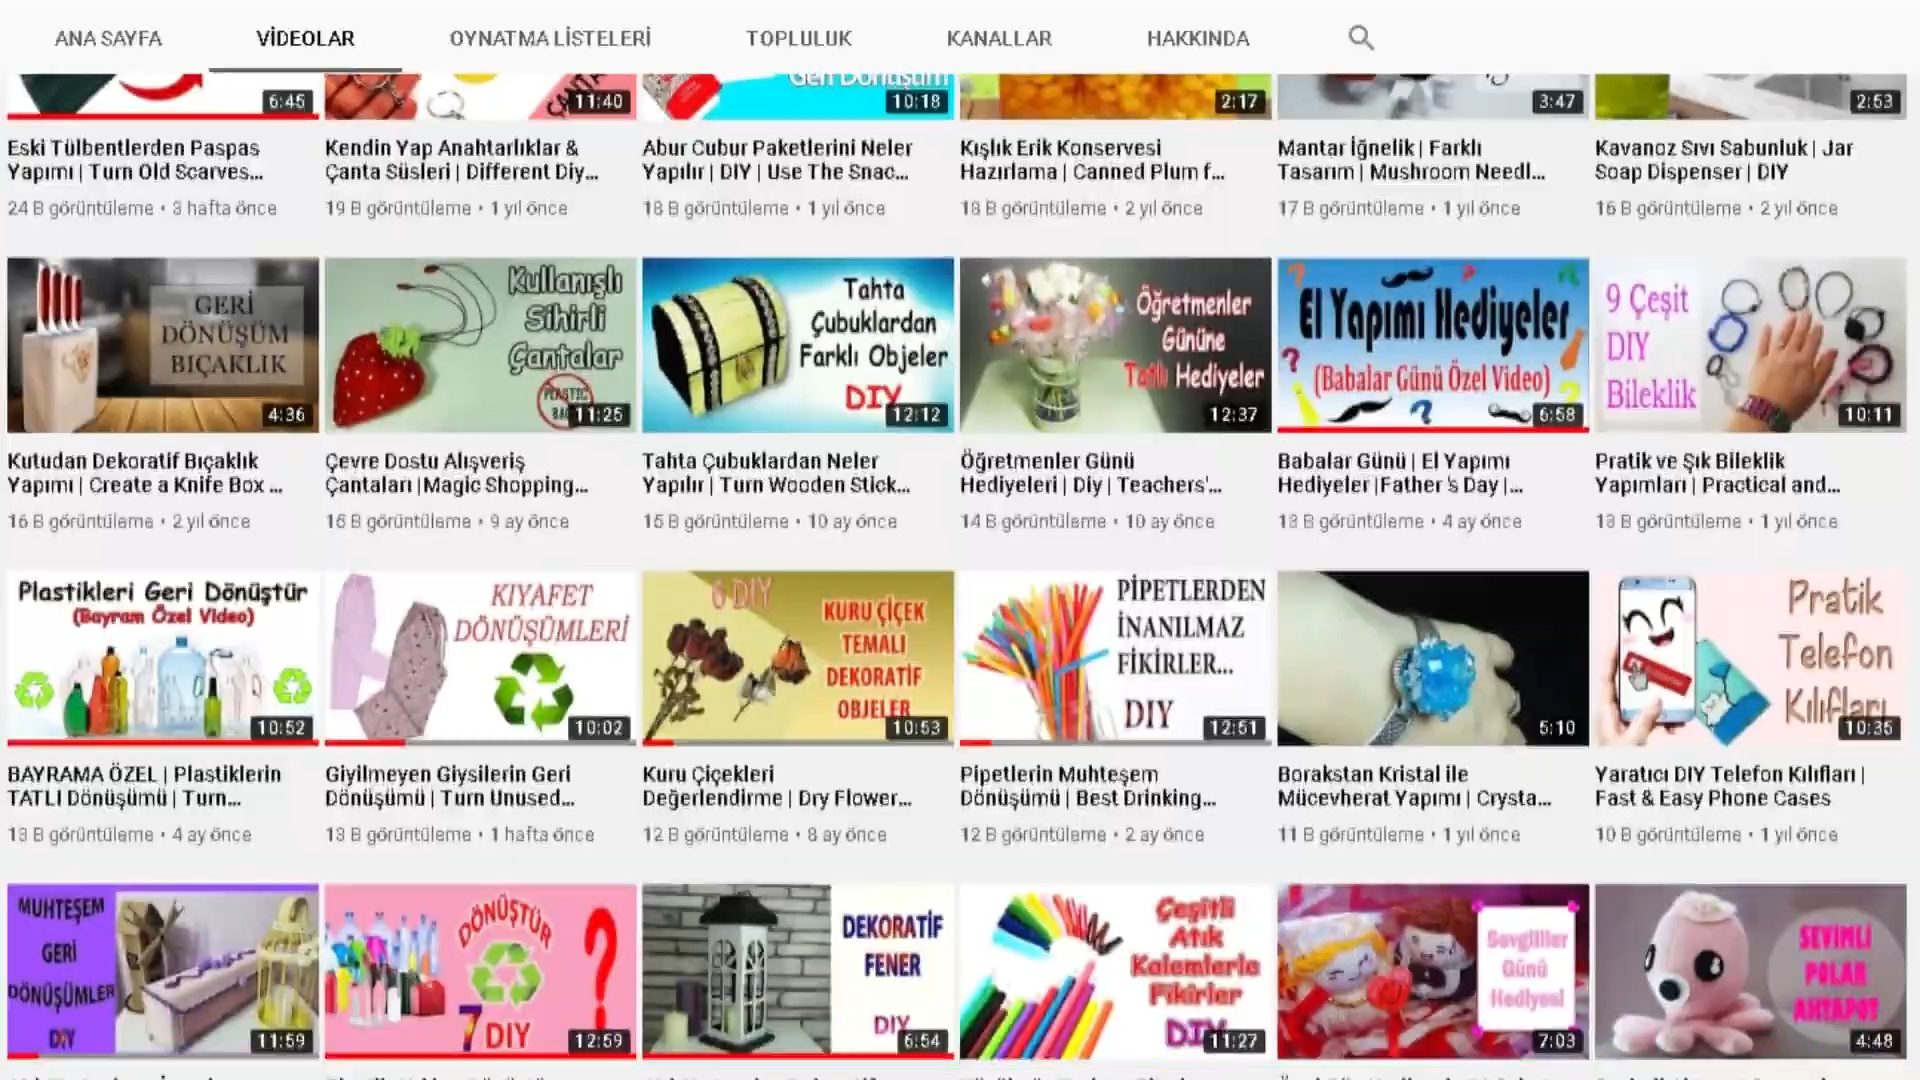 ANA SAYFA VİDEOLAR OYNATMA LİSTELERİ TOPLULUK KANALLAR HAKKINDA
Geri Dönüşüm
6:45 11:40 10:18 2:17 3:47 2:53
Eski Tülbentlerden Paspas
Yapımı | Turn Old Scarves...
24 B görüntüleme • 3 hafta önce
Kendin Yap Anahtarlıklar &
Çanta Süsleri | Different Diy...
19 B görüntüleme • 1 yıl önce
Abur Cubur Paketlerini Neler
Yapılır | DIY | Use The Snac...
18 B görüntüleme • 1 yıl önce
Kışlık Erik Konservesi
Hazırlama | Canned Plum f...
18 B görüntüleme • 2 yıl önce
Mantar İğnelik | Farklı
Tasarım | Mushroom Needl...
17 B görüntüleme • 1 yıl önce
Kavanoz Sıvı Sabunluk | Jar
Soap Dispenser | DIY
16 B görüntüleme • 2 yıl önce
GERİ
DÖNÜŞÜM
BIÇAKLIK
4:36
Kutudan Dekoratif Bıçaklık
Yapımı | Create a Knife Box ...
16 B görüntüleme • 2 yıl önce
Kullanışlı
Sihirli
Çantalar
PLASTIC
11:25
Çevre Dostu Alışveriş
Çantaları |Magic Shopping...
16 B görüntüleme • 9 ay önce
Tahta
Çubuklardan
Farklı Objeler
DIY
12:12
Tahta Çubuklardan Neler
Yapılır | Turn Wooden Stick...
15 B görüntüleme • 10 ay önce
Öğretmenler
Gününe
Tatlı Hediyeler
12:37
Öğretmenler Günü
Hediyeleri | Diy | Teachers'...
14 B görüntüleme • 10 ay önce
El Yapımı Hediyeler
(Babalar Günü Özel Video)
6:58
Babalar Günü | El Yapımı
Hediyeler |Father 's Day |...
13 B görüntüleme • 4 ay önce
9 Çeşit
DIY
Bileklik
10:11
Pratik ve Şık Bileklik
Yapımları | Practical and...
13 B görüntüleme • 1 yıl önce
Plastikleri Geri Dönüştür
(Bayram Özel Video)
10:52
BAYRAMA ÖZEL | Plastiklerin
TATLI Dönüşümü | Turn...
13 B görüntüleme • 4 ay önce
KIYAFET
DÖNÜŞÜMLERİ
10:02
Giyilmeyen Giysilerin Geri
Dönüşümü | Turn Unused...
13 B görüntüleme • 1 hafta önce
6 DIY
KURU ÇİÇEK
TEMALI
DEKORATİF
OBJELER
10:53
Kuru Çiçekleri
Değerlendirme | Dry Flower...
12 B görüntüleme • 8 ay önce
PİPETLERDEN
İNANILMAZ
FİKİRLER...
DIY
12:51
Pipetlerin Muhteşem
Dönüşümü | Best Drinking...
12 B görüntüleme • 2 ay önce
5:10
Borakstan Kristal ile
Mücevherat Yapımı | Crysta...
11 B görüntüleme • 1 yıl önce
Pratik
Telefon
Kılıfları
10:35
Yaratıcı DIY Telefon Kılıfları |
Fast & Easy Phone Cases
10 B görüntüleme • 1 yıl önce
MUHTEŞEM
GERİ
DÖNÜŞÜMLER
DIY
11:59
DÖNÜŞTÜR
?
7 DIY
12:59
DEKORATİF
FENER
DIY
6:54
Çeşitli
Atık
Kalemlerle
Fikirler
DIY
11:27
Sevgililer
Günü
Hediyesi
7:03
SEVIMLI
POLAR
AHTAPOT
4:48